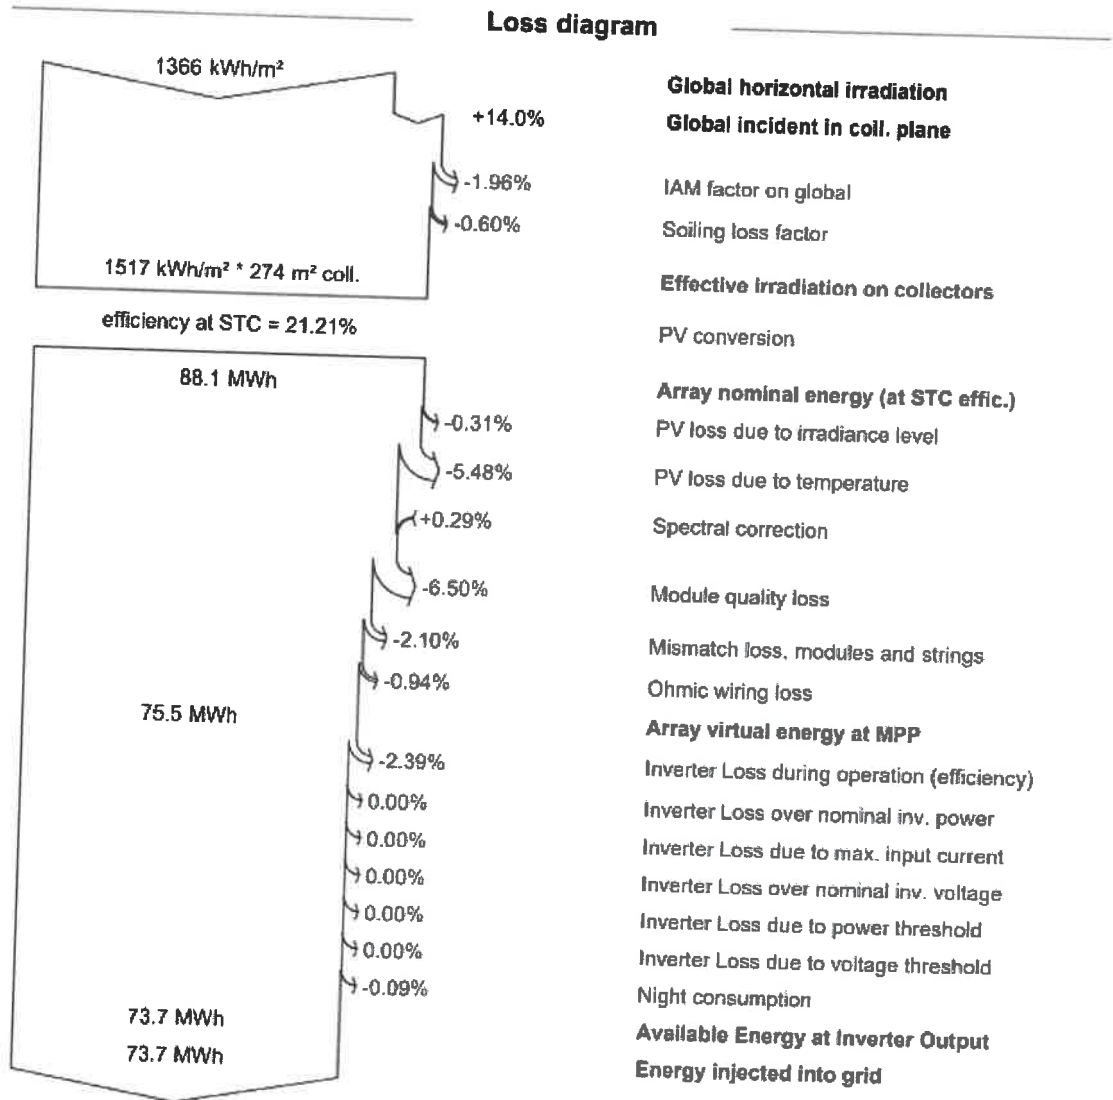 Loss diagram
1366 kWh/m²
Global horizontal irradiation
+14.0%
Global incident in coll. plane
-1.96%
IAM factor on global
-0.60%
Soiling loss factor
1517 kWh/m² * 274 m² coll.
Effective irradiation on collectors
efficiency at STC = 21.21%
PV conversion
88.1 MWh
Array nominal energy (at STC effic.)
-0.31%
PV loss due to irradiance level
-5.48%
PV loss due to temperature
+0.29%
Spectral correction
-6.50%
Module quality loss
-2.10%
Mismatch loss, modules and strings
-0.94%
Ohmic wiring loss
75.5 MWh
Array virtual energy at MPP
-2.39%
Inverter Loss during operation (efficiency)
0.00%
Inverter Loss over nominal inv. power
0.00%
Inverter Loss due to max. input current
0.00%
Inverter Loss over nominal inv. voltage
0.00%
Inverter Loss due to power threshold
0.00%
Inverter Loss due to voltage threshold
-0.09%
Night consumption
73.7 MWh
Available Energy at Inverter Output
73.7 MWh
Energy injected into grid